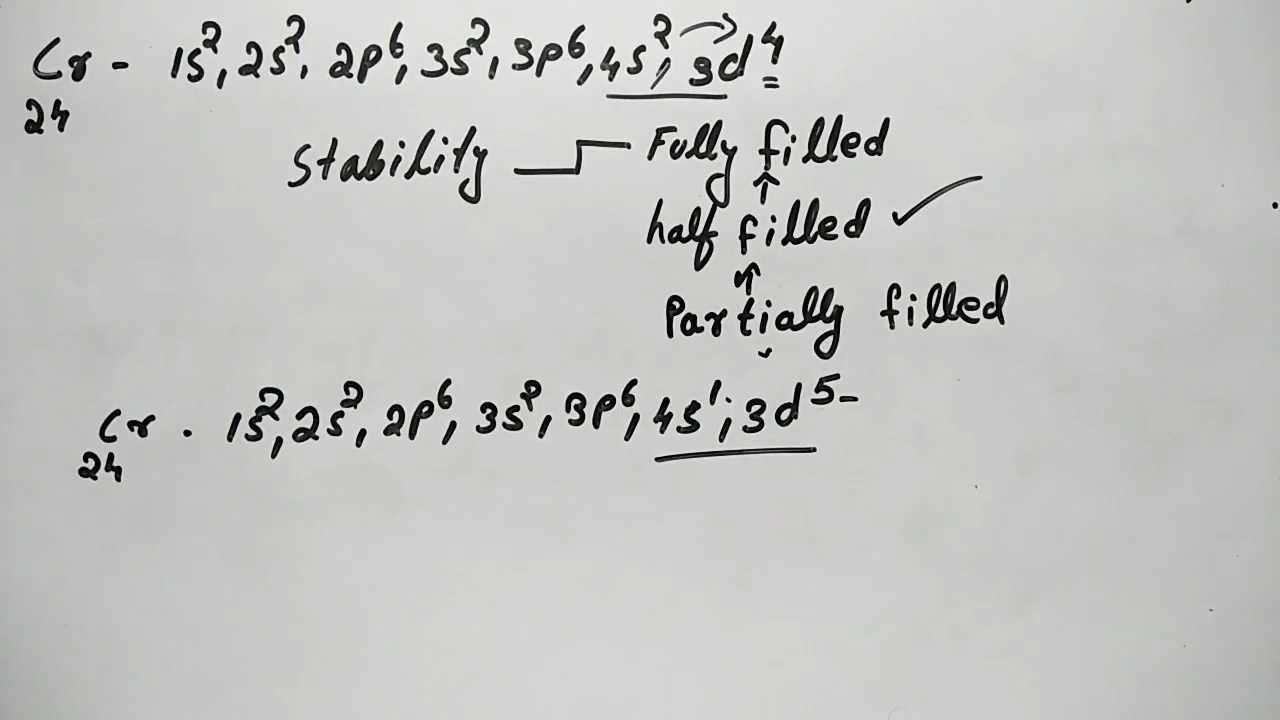 Cr - 1s², 2s², 2p⁶, 3s², 3p⁶, 4s², 3d⁴
24
Stability Fully filled
half filled ✓
Partially filled
Cr . 1s², 2s², 2p⁶, 3s², 3p⁶, 4s¹; 3d⁵ -
24